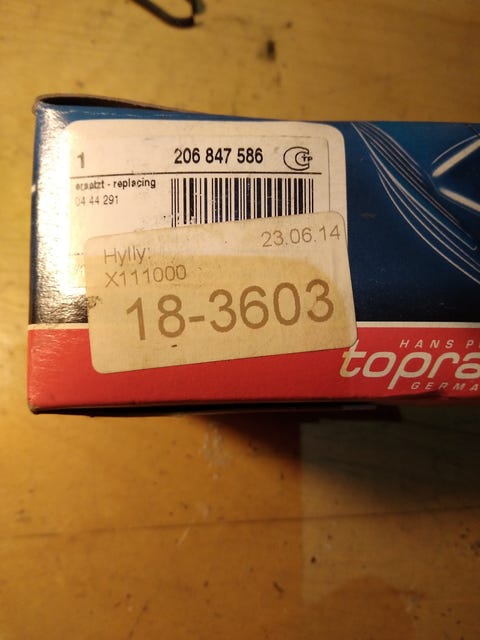 1 206 847 586 TP
ersetzt - replacing
04 44 291
Hylly: 23.06.14
X111000
18-3603
HANS P
topra
GERMA